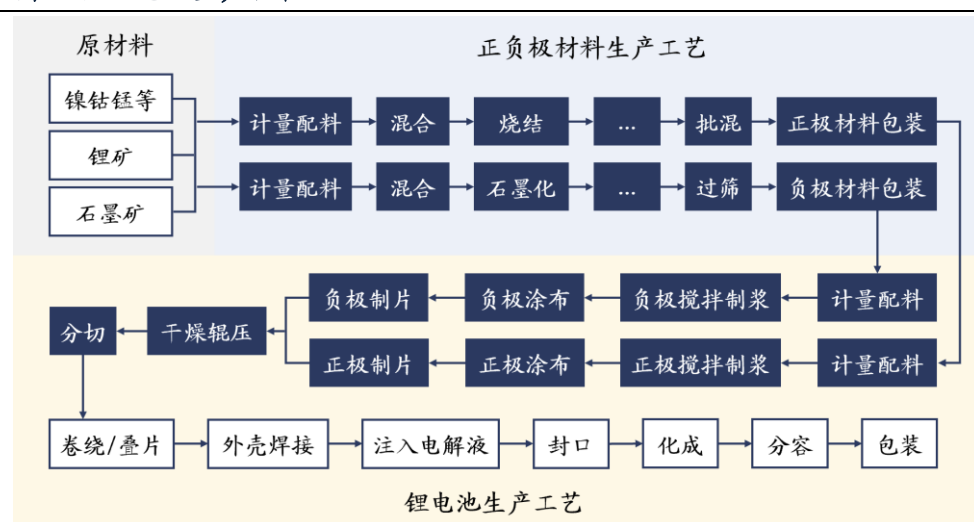 原材料
正负极材料生产工艺
镍钴锰等
锂矿
石墨矿
计量配料 混合 烧结 ... 批混 正极材料包装
计量配料 混合 石墨化 ... 过筛 负极材料包装
负极制片 负极涂布 负极搅拌制浆 计量配料
分切 干燥辊压
正极制片 正极涂布 正极搅拌制浆 计量配料
卷绕/叠片 外壳焊接 注入电解液 封口 化成 分容 包装
锂电池生产工艺